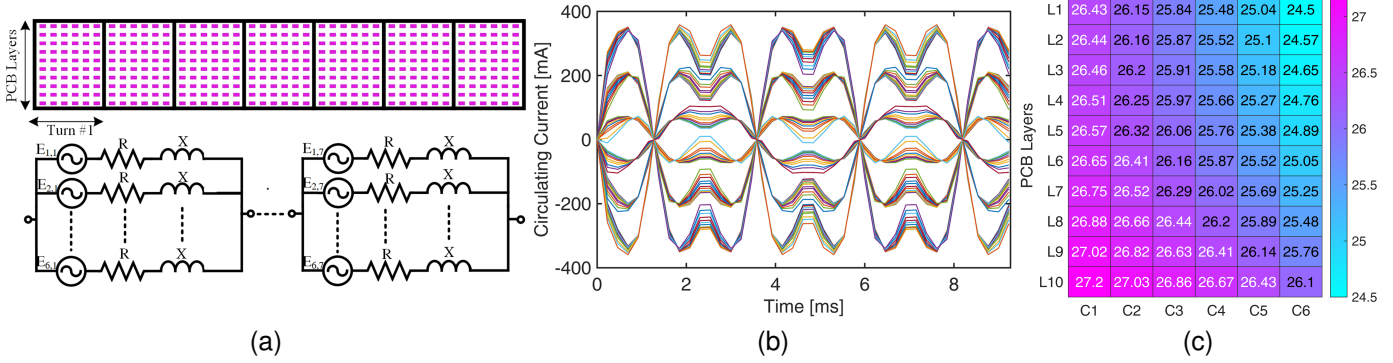 PCB Layers
Turn #1
E1,1 R X
E2,1 R X
E6,1 R X
E1,7 R X
E2,7 R X
E6,7 R X
(a)
Circulating Current [mA]
400
200
0
-200
-400
0 2 4 6 8
Time [ms]
(b)
PCB Layers
L1 26.43 26.15 25.84 25.48 25.04 24.5
L2 26.44 26.16 25.87 25.52 25.1 24.57
L3 26.46 26.2 25.91 25.58 25.18 24.65
L4 26.51 26.25 25.97 25.66 25.27 24.76
L5 26.57 26.32 26.06 25.76 25.38 24.89
L6 26.65 26.41 26.16 25.87 25.52 25.05
L7 26.75 26.52 26.29 26.02 25.69 25.25
L8 26.88 26.66 26.44 26.2 25.89 25.48
L9 27.02 26.82 26.63 26.41 26.14 25.76
L10 27.2 27.03 26.86 26.67 26.43 26.1
C1 C2 C3 C4 C5 C6
27
26.5
26
25.5
25
24.5
(c)